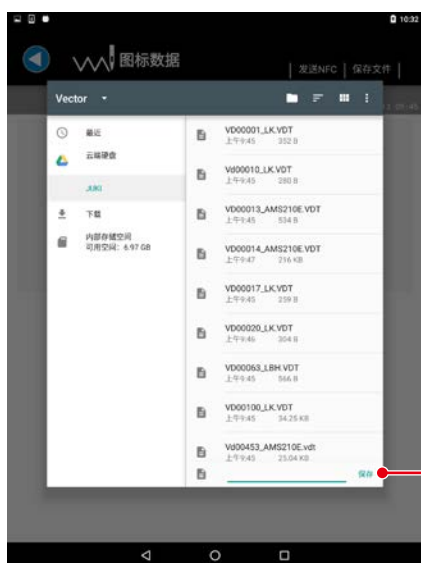 10:32
图标数据
发送NFC
保存文件
Vector
最近
云端硬盘
JUKI
下载
内部存储空间
可用空间：6.97 GB
VD00001_LK.VDT
上午9:45 352 B
Vd00010_LK.VDT
上午9:45 280 B
VD00013_AMS210E.VDT
上午9:45 534 B
VD00014_AMS210E.VDT
上午9:47 216 KB
VD00017_LK.VDT
上午9:45 259 B
VD00020_LK.VDT
上午9:46 304 B
VD00063_LBH.VDT
上午9:45 566 B
VD00100_LK.VDT
上午9:45 34.25 KB
Vd00453_AMS210E.vdt
上午9:45 25.04 KB
保存